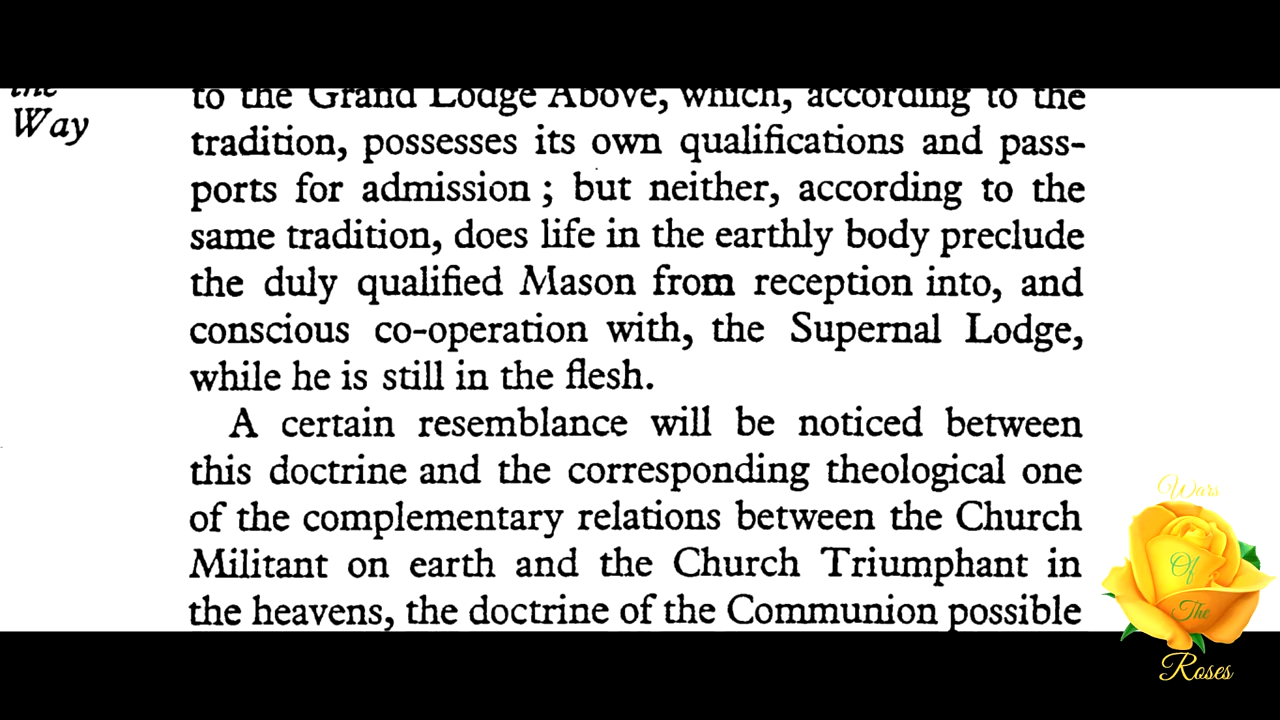 the
Way
to the Grand Lodge Above, which, according to the
tradition, possesses its own qualifications and pass-
ports for admission ; but neither, according to the
same tradition, does life in the earthly body preclude
the duly qualified Mason from reception into, and
conscious co-operation with, the Supernal Lodge,
while he is still in the flesh.
A certain resemblance will be noticed between
this doctrine and the corresponding theological one
of the complementary relations between the Church
Militant on earth and the Church Triumphant in
the heavens, the doctrine of the Communion possible
Wars
Of
The
Roses